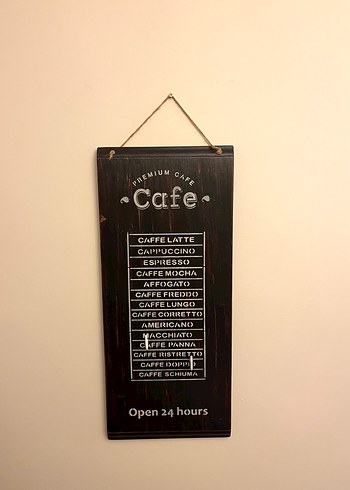 PREMIUM CAFE
Cafe
CAFFE LATTE
CAPPUCCINO
ESPRESSO
CAFFE MOCHA
AFFOGATO
CAFFE FREDDO
CAFFE LUNGO
CAFFE CORRETTO
AMERICANO
MACCHIATO
CAFFE PANNA
CAFFE RISTRETTO
CAFFE DOPPIO
CAFFE SCHIUMA
Open 24 hours